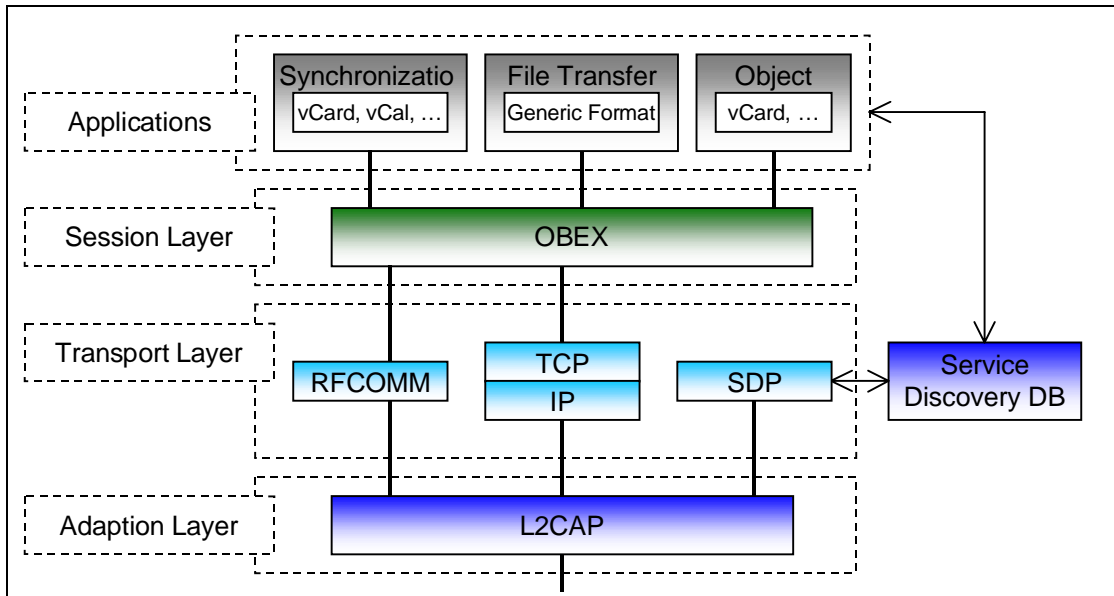 Synchronizatio
vCard, vCal, …
File Transfer
Generic Format
Object
vCard, …
Applications
Session Layer
OBEX
Transport Layer
RFCOMM
TCP
IP
SDP
Service
Discovery DB
Adaption Layer
L2CAP